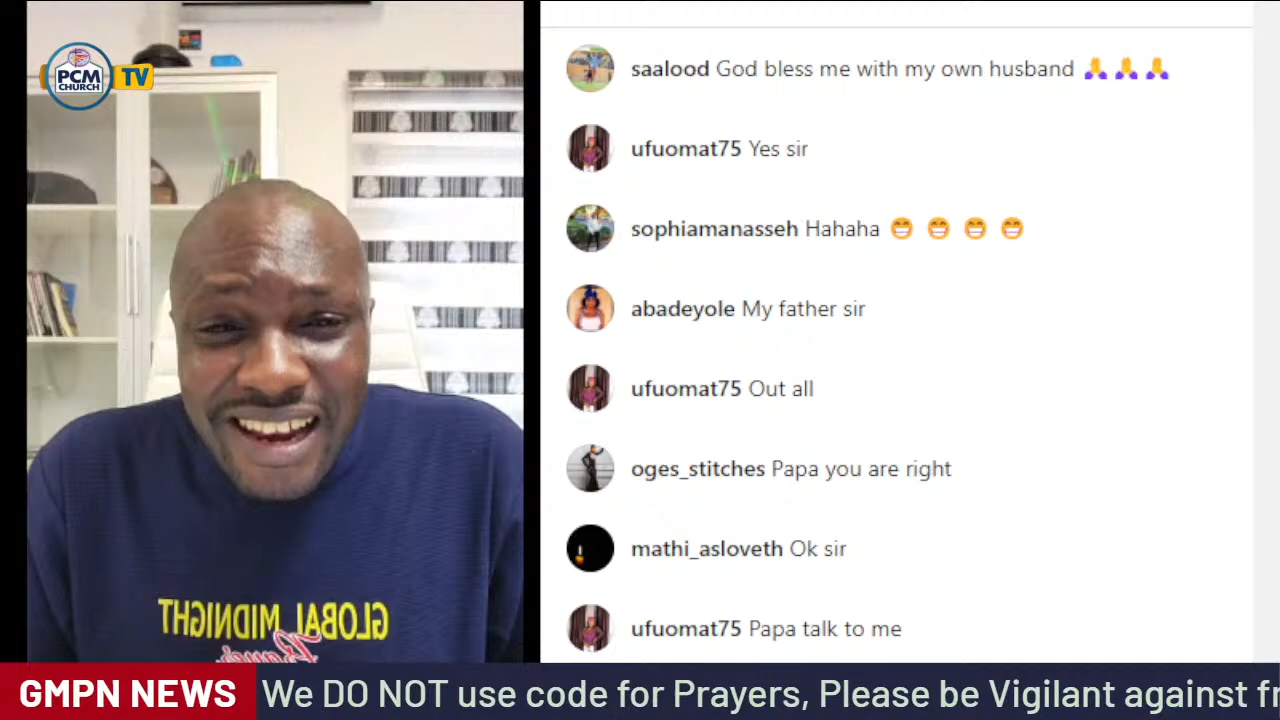 PCM
CHURCH
TV
saalood God bless me with my own husband
ufuomat75 Yes sir
sophiamanasseh Hahaha
abadeyole My father sir
ufuomat75 Out all
oges_stitches Papa you are right
mathi_asloveth Ok sir
ufuomat75 Papa talk to me
GLOBAL MIDNIGHT
GMPN NEWS We DO NOT use code for Prayers, Please be Vigilant against fr